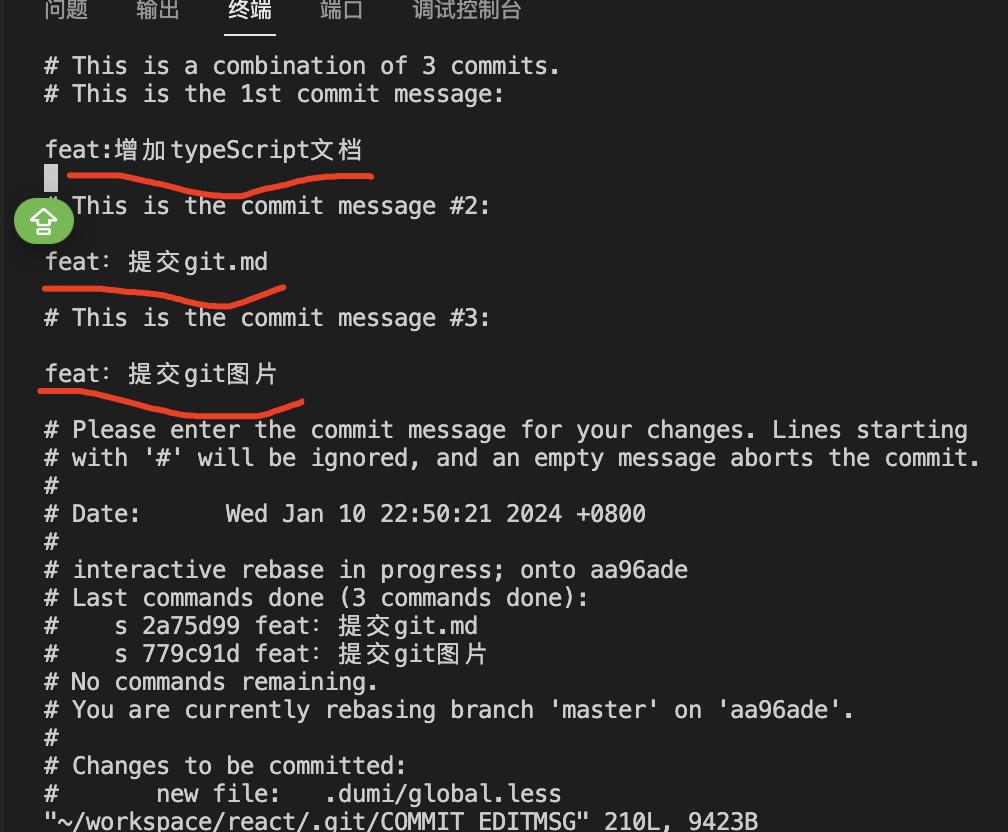 问题 输出 终端 端口 调试控制台
# This is a combination of 3 commits.
# This is the 1st commit message:
feat:增加typeScript文档
# This is the commit message #2:
feat: 提交git.md
# This is the commit message #3:
feat: 提交git图片
# Please enter the commit message for your changes. Lines starting
# with '#' will be ignored, and an empty message aborts the commit.
#
# Date:      Wed Jan 10 22:50:21 2024 +0800
#
# interactive rebase in progress; onto aa96ade
# Last commands done (3 commands done):
#    s 2a75d99 feat: 提交git.md
#    s 779c91d feat: 提交git图片
# No commands remaining.
# You are currently rebasing branch 'master' on 'aa96ade'.
#
# Changes to be committed:
#       new file:   .dumi/global.less
"~/workspace/react/.git/COMMIT_EDITMSG" 210L, 9423B